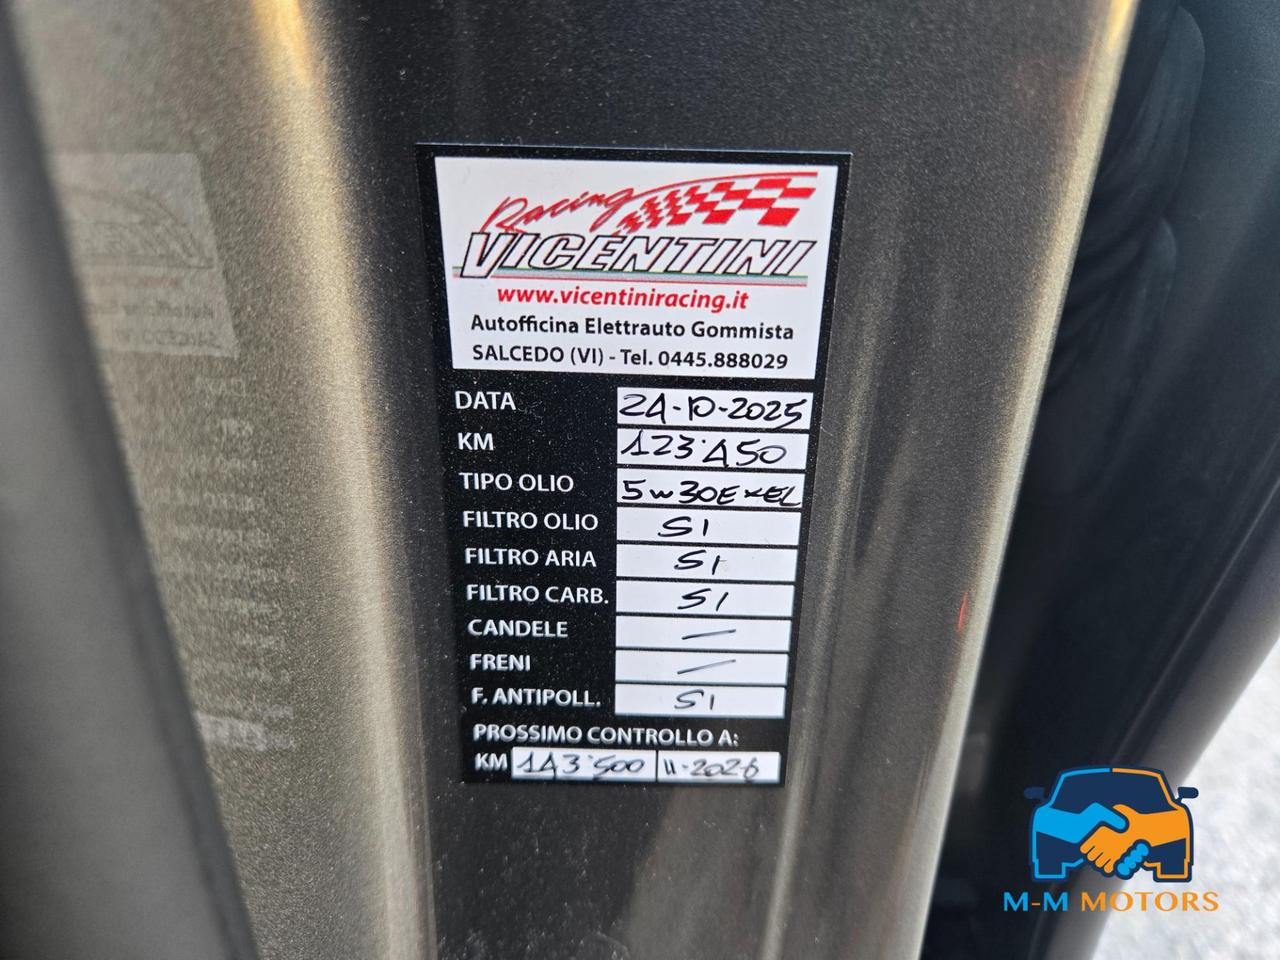 Racing
VICENTINI
www.vicentiniracing.it
Autofficina Elettrauto Gommista
SALCEDO (VI) - Tel. 0445.888029
DATA 24-10-2025
KM 123'450
TIPO OLIO 5w30EXEL
FILTRO OLIO SI
FILTRO ARIA SI
FILTRO CARB. SI
CANDELE —
FRENI —
F. ANTIPOLL. SI
PROSSIMO CONTROLLO A:
KM 143'500 11-2026
M-M MOTORS